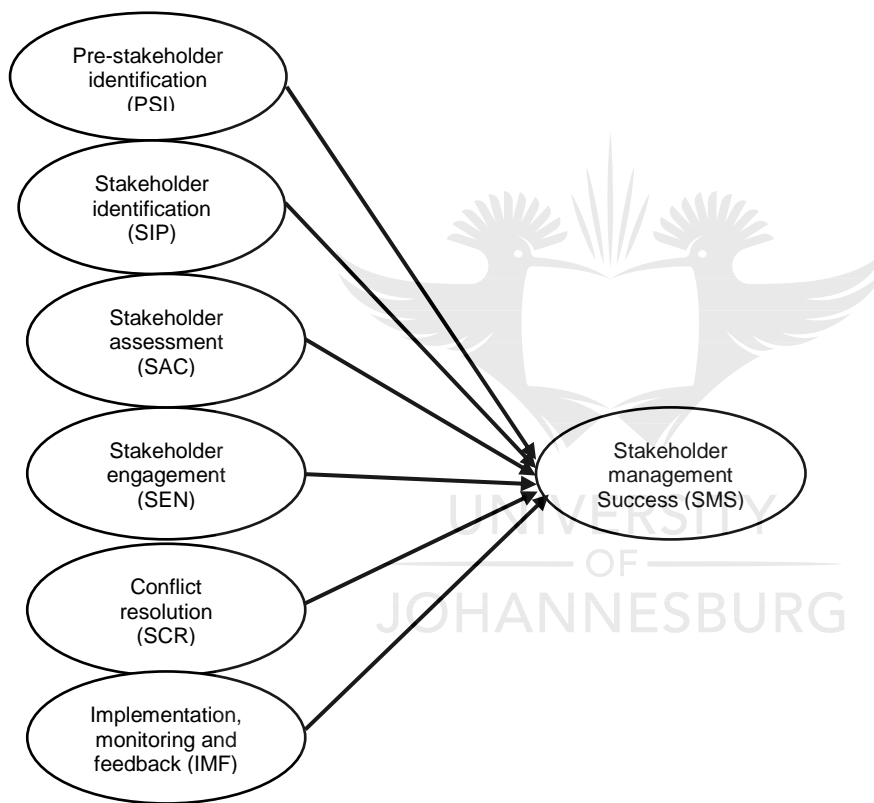 Pre-stakeholder
identification
(PSI)
Stakeholder
identification
(SIP)
Stakeholder
assessment
(SAC)
Stakeholder
engagement
(SEN)
Conflict
resolution
(SCR)
Implementation,
monitoring and
feedback (IMF)
Stakeholder
management
Success (SMS)
UNIVERSITY
OF
JOHANNESBURG